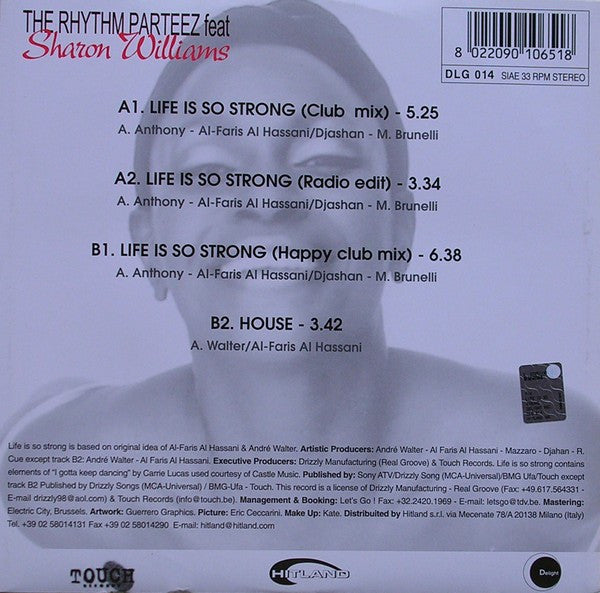 THE RHYTHM PARTEEZ feat
Sharon Williams
8 022090 106518
DLG 014 SIAE 33 RPM STEREO
A1. LIFE IS SO STRONG (Club mix) - 5.25
A. Anthony - Al-Faris Al Hassani/Djashan - M. Brunelli
A2. LIFE IS SO STRONG (Radio edit) - 3.34
A. Anthony - Al-Faris Al Hassani/Djashan - M. Brunelli
B1. LIFE IS SO STRONG (Happy club mix) - 6.38
A. Anthony - Al-Faris Al Hassani/Djashan - M. Brunelli
B2. HOUSE - 3.42
A. Walter/Al-Faris Al Hassani
Life is so strong is based on original idea of Al-Faris Al Hassani & André Walter. Artistic Producers: André Walter - Al Faris Al Hassani - Mazzaro - Djahan - R.
Cue except track B2: André Walter - Al-Faris Al Hassani. Executive Producers: Drizzly Manufacturing (Real Groove) & Touch Records. Life is so strong contains
elements of "I gotta keep dancing" by Carrie Lucas used courtesy of Castle Music. Published by: Sony ATV/Drizzly Song (MCA-Universal)/BMG Ufa/Touch except
track B2 Published by Drizzly Songs (MCA-Universal) / BMG-Ufa - Touch. This record is a license of Drizzly Manufacturing - Real Groove (Fax: +49.617.564331 -
E-mail drizzly98@aol.com) & Touch Records (info@touch.be). Management & Booking: Let's Go ! Fax: +32.2420.1969 - E-mail: letsgo@tdv.be. Mastering:
Electric City, Brussels. Artwork: Guerrero Graphics. Picture: Eric Ceccarini. Make Up: Kate. Distribuited by Hitland s.r.l. via Mecenate 78/A 20138 Milano (Italy)
Tel. +39 02 58014131 Fax +39 02 58014290 E-mail: hitland@hitland.com
TOUCH
HITLAND
Delight